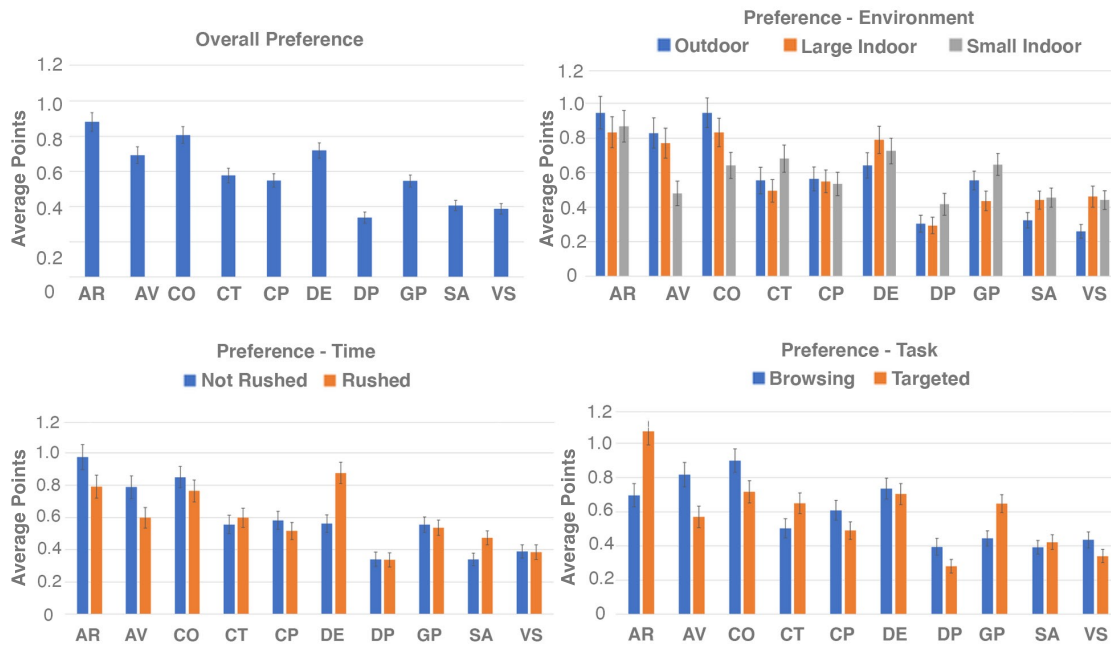 Overall Preference
1.2
1.0
0.8
0.6
0.4
0.2
0
Average Points
AR AV CO CT CP DE DP GP SA VS
Preference - Environment
Outdoor Large Indoor Small Indoor
1.2
1.0
0.8
0.6
0.4
0.2
0
Average Points
AR AV CO CT CP DE DP GP SA VS
Preference - Time
Not Rushed Rushed
1.2
1.0
0.8
0.6
0.4
0.2
0
Average Points
AR AV CO CT CP DE DP GP SA VS
Preference - Task
Browsing Targeted
1.2
1.0
0.8
0.6
0.4
0.2
0
Average Points
AR AV CO CT CP DE DP GP SA VS